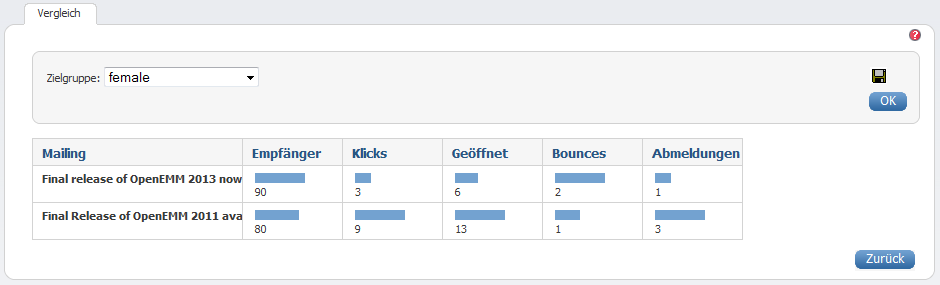 Vergleich
?
Zielgruppe: female
OK
Mailing Empfänger Klicks Geöffnet Bounces Abmeldungen
Final release of OpenEMM 2013 now
90 3 6 2 1
Final Release of OpenEMM 2011 ava
80 9 13 1 3
Zurück